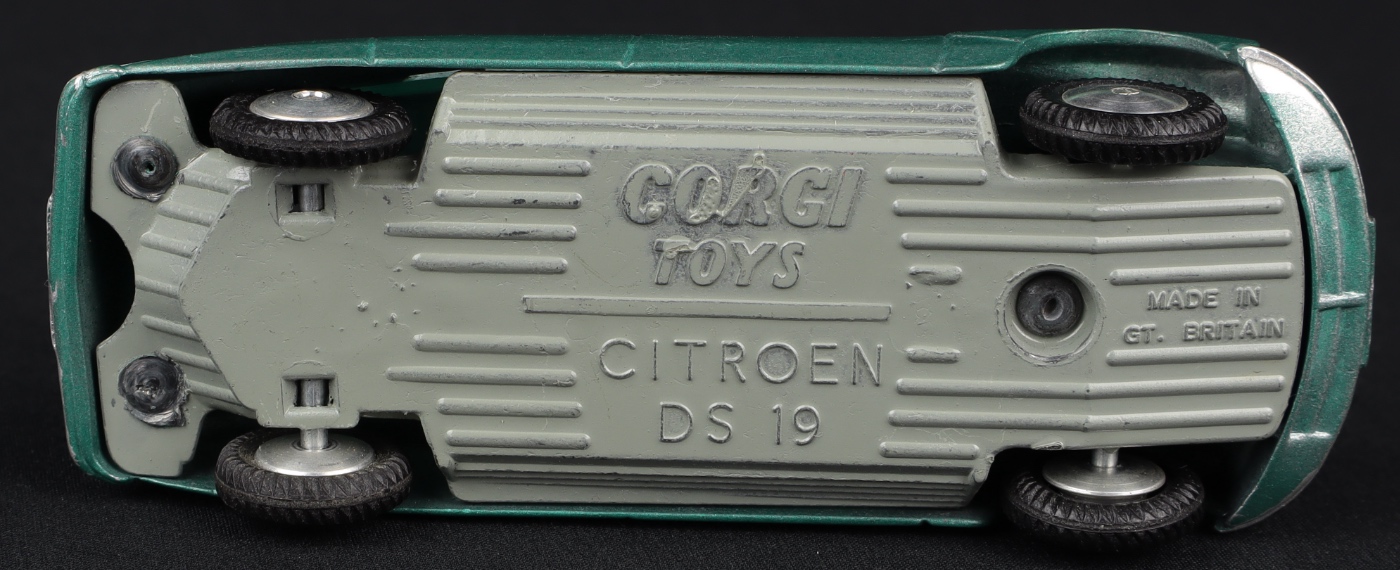 CORGI
TOYS
CITROEN
DS 19
MADE IN
GT. BRITAIN